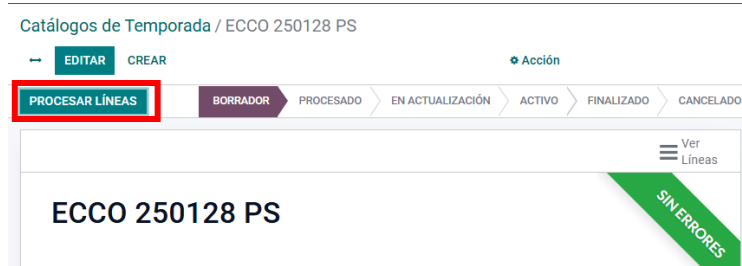 Catálogos de Temporada / ECCO 250128 PS
EDITAR CREAR Acción
PROCESAR LÍNEAS BORRADOR PROCESADO EN ACTUALIZACIÓN ACTIVO FINALIZADO CANCELADO
Ver
Líneas
ECCO 250128 PS
SIN ERRORES